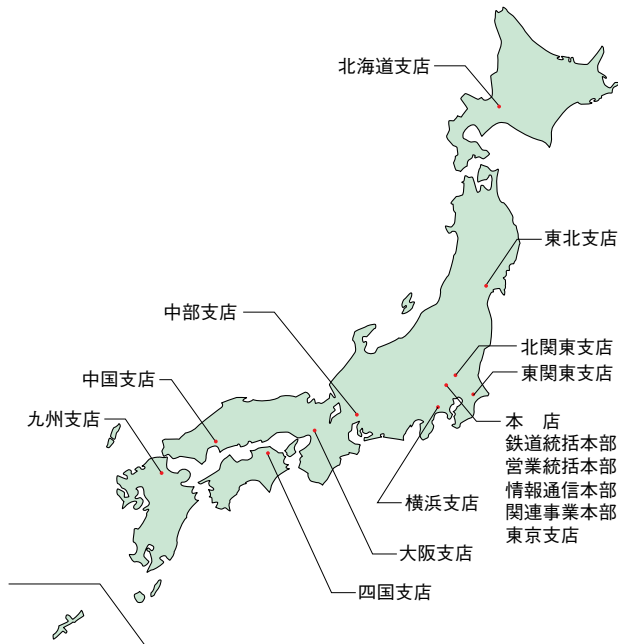 北海道支店
東北支店
中部支店
北関東支店
東関東支店
中国支店
九州支店
本　店
鉄道統括本部
営業統括本部
情報通信本部
関連事業本部
東京支店
横浜支店
大阪支店
四国支店